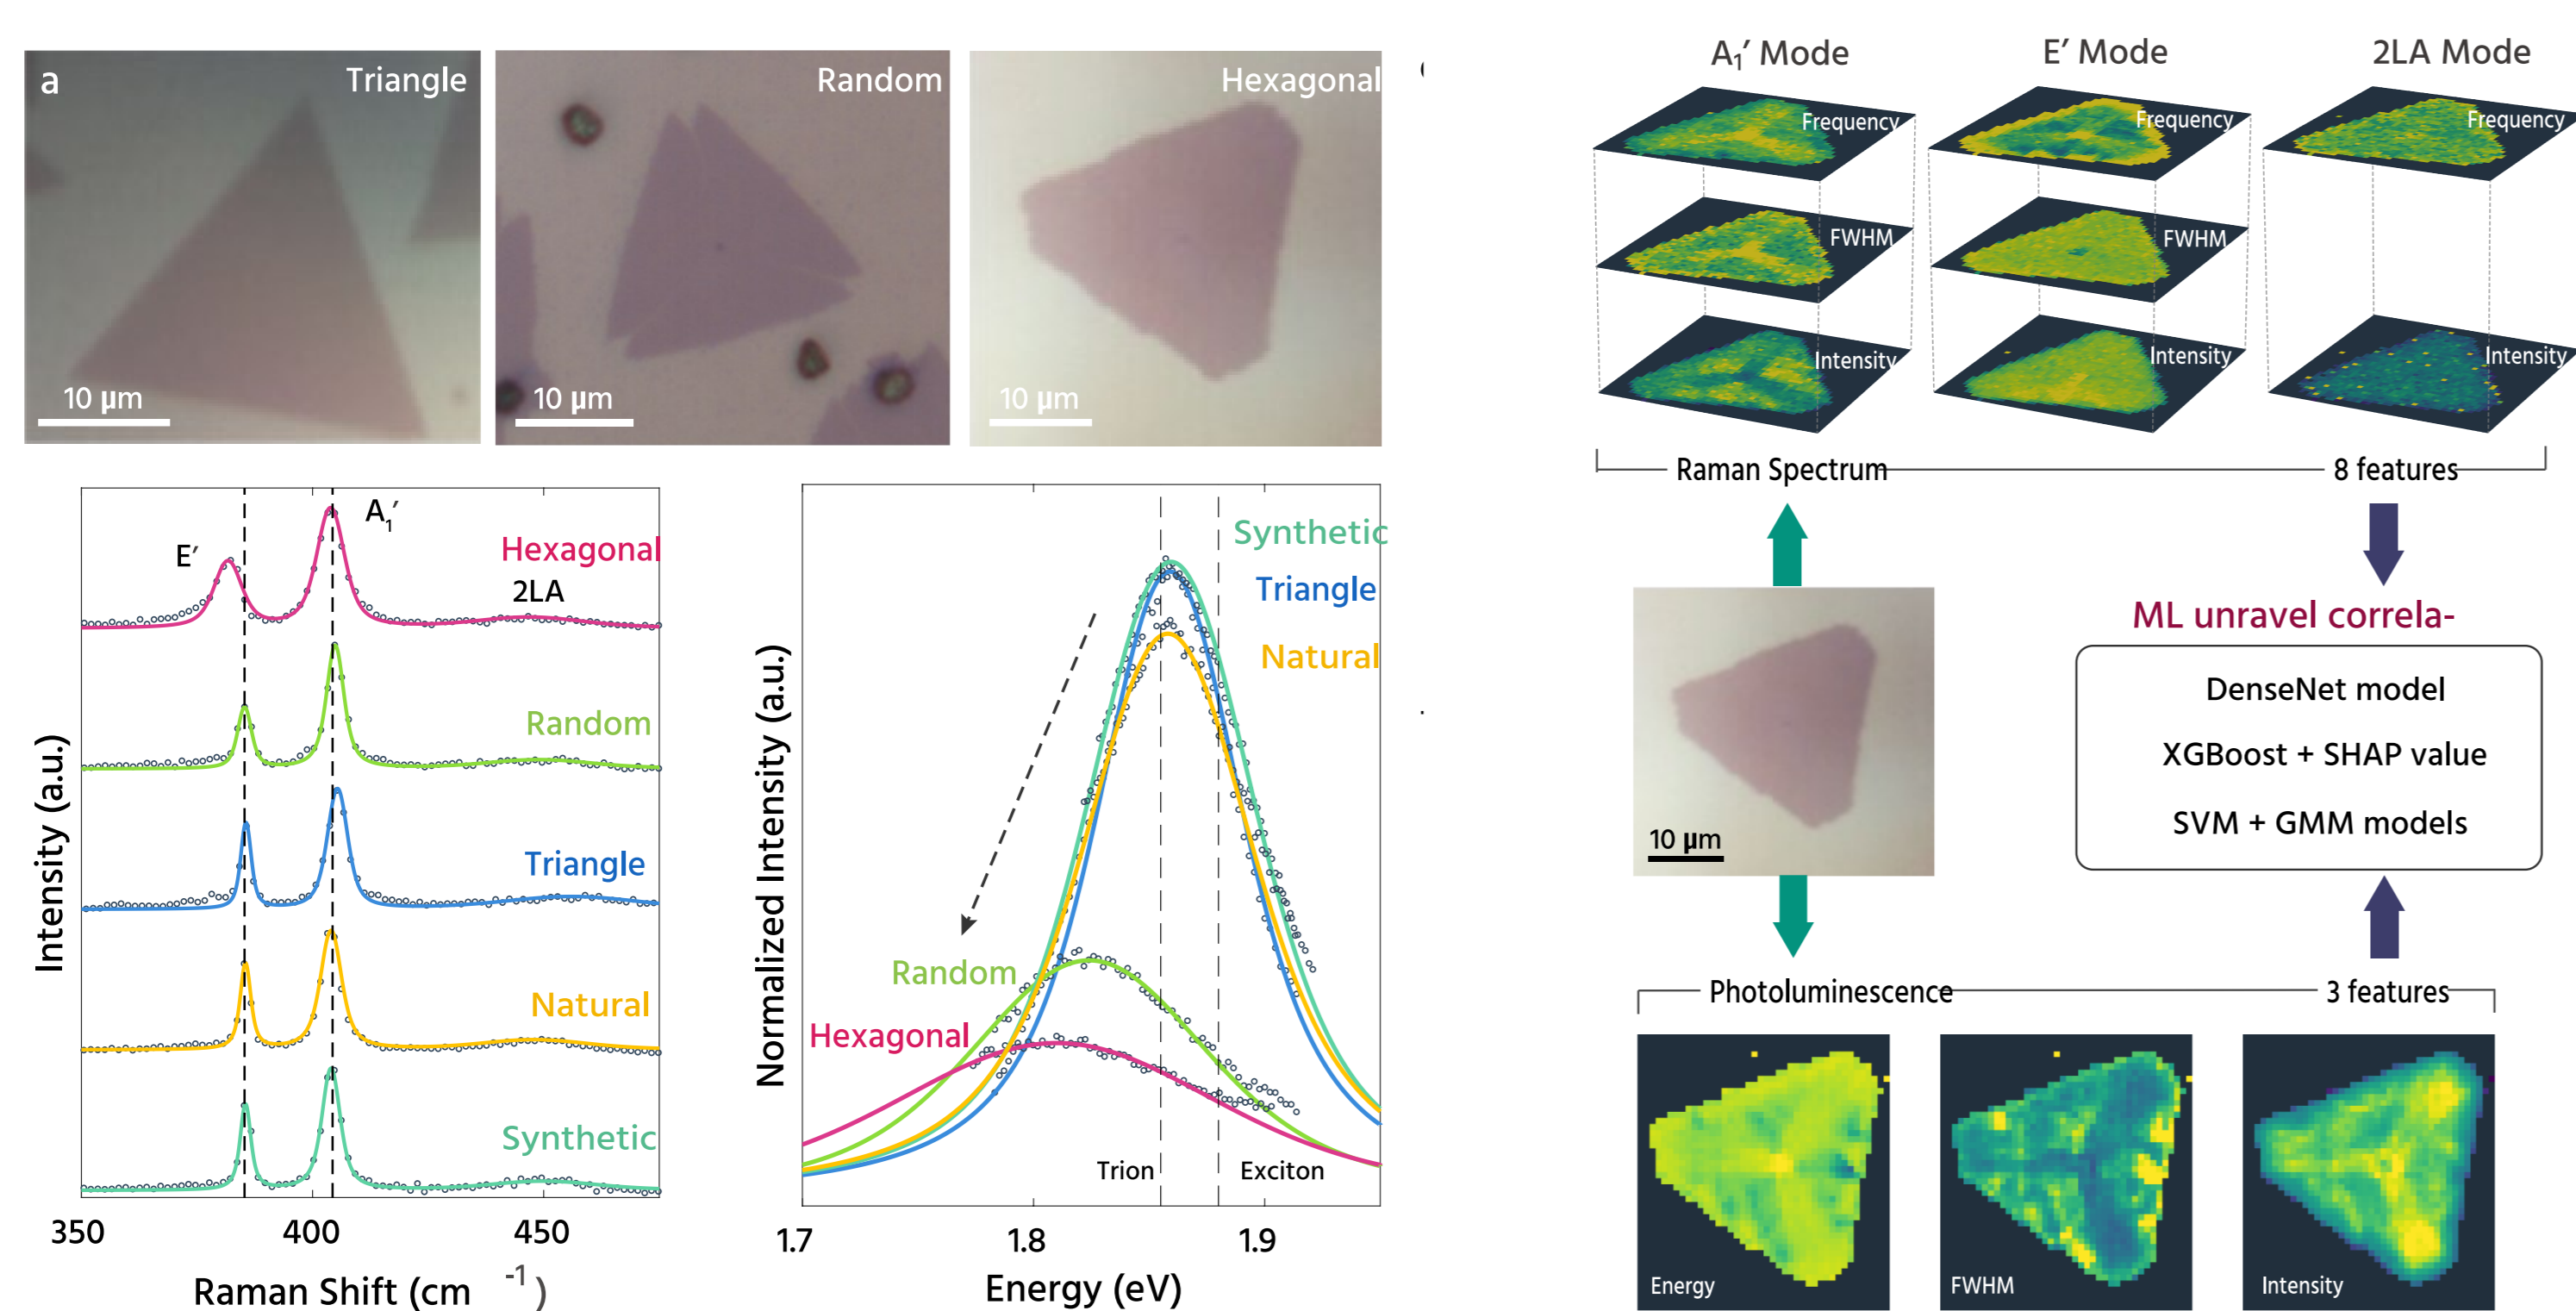 a
Triangle
10 µm
Random
10 µm
Hexagonal
10 µm
Intensity (a.u.)
E′
A₁′
Hexagonal
2LA
Random
Triangle
Natural
Synthetic
350
400
450
Raman Shift (cm ⁻¹)
Normalized Intensity (a.u.)
Synthetic
Triangle
Natural
Random
Hexagonal
Trion
Exciton
1.7
1.8
1.9
Energy (eV)
A₁′ Mode
E′ Mode
2LA Mode
Frequency
Frequency
Frequency
FWHM
FWHM
Intensity
Intensity
Intensity
Raman Spectrum
8 features
10 µm
ML unravel correla-
DenseNet model
XGBoost + SHAP value
SVM + GMM models
Photoluminescence
3 features
Energy
FWHM
Intensity